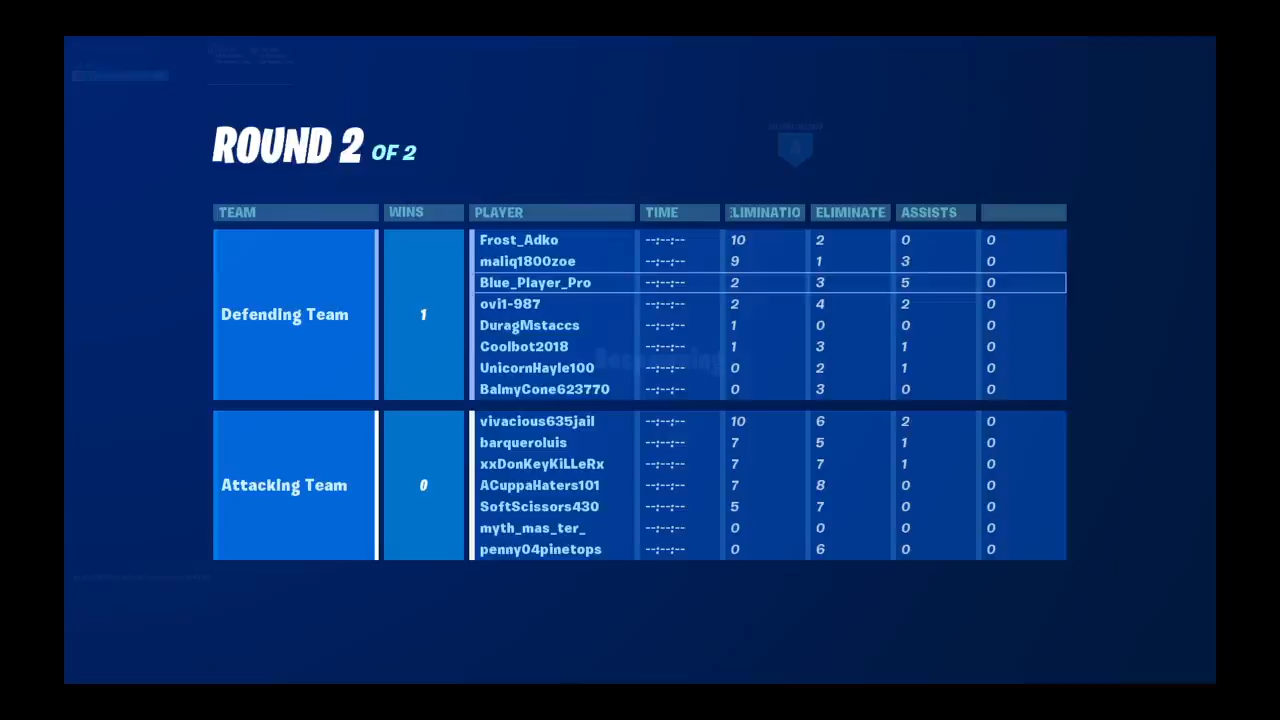 ROUND 2 OF 2
TEAM WINS PLAYER TIME ELIMINATIO ELIMINATE ASSISTS
Frost_Adko --:--:-- 10 2 0 0
maliq1800zoe --:--:-- 9 1 3 0
Blue_Player_Pro --:--:-- 2 3 5 0
ovi1-987 --:--:-- 2 4 2 0
Defending Team 1
DuragMstaccs --:--:-- 1 0 0 0
Coolbot2018 --:--:-- 1 3 1 0
Respawning
UnicornHayle100 --:--:-- 0 2 1 0
BalmyCone623770 --:--:-- 0 3 0 0
vivacious635jail --:--:-- 10 6 2 0
barqueroluis --:--:-- 7 5 1 0
xxDonKeyKiLLeRx --:--:-- 7 7 1 0
Attacking Team 0
ACuppaHaters101 --:--:-- 7 8 0 0
SoftScissors430 --:--:-- 5 7 0 0
myth_mas_ter_ --:--:-- 0 0 0 0
penny04pinetops --:--:-- 0 6 0 0